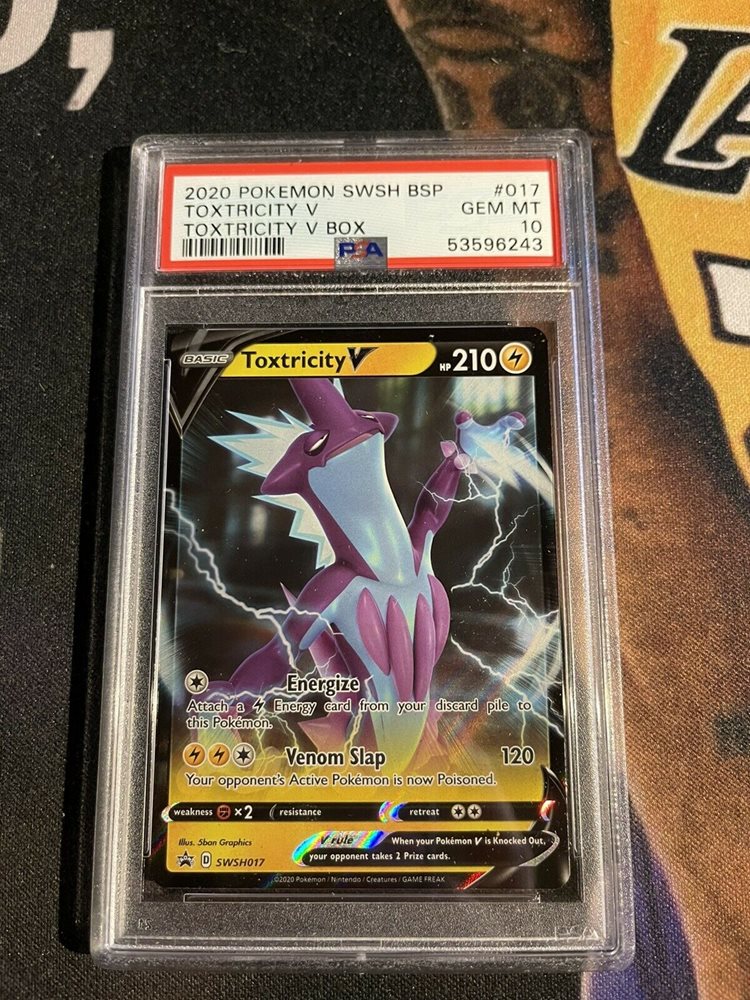 2020 POKEMON SWSH BSP #017
TOXTRICITY V GEM MT
TOXTRICITY V BOX 10
PSA 53596243
BASIC Toxtricity V HP 210
Energize
Attach a Energy card from your discard pile to
this Pokémon.
Venom Slap 120
Your opponent's Active Pokémon is now Poisoned.
weakness ×2 resistance retreat
Illus. 5ban Graphics
V rule When your Pokémon V is Knocked Out,
your opponent takes 2 Prize cards.
D SWSH017
©2020 Pokémon / Nintendo / Creatures / GAME FREAK